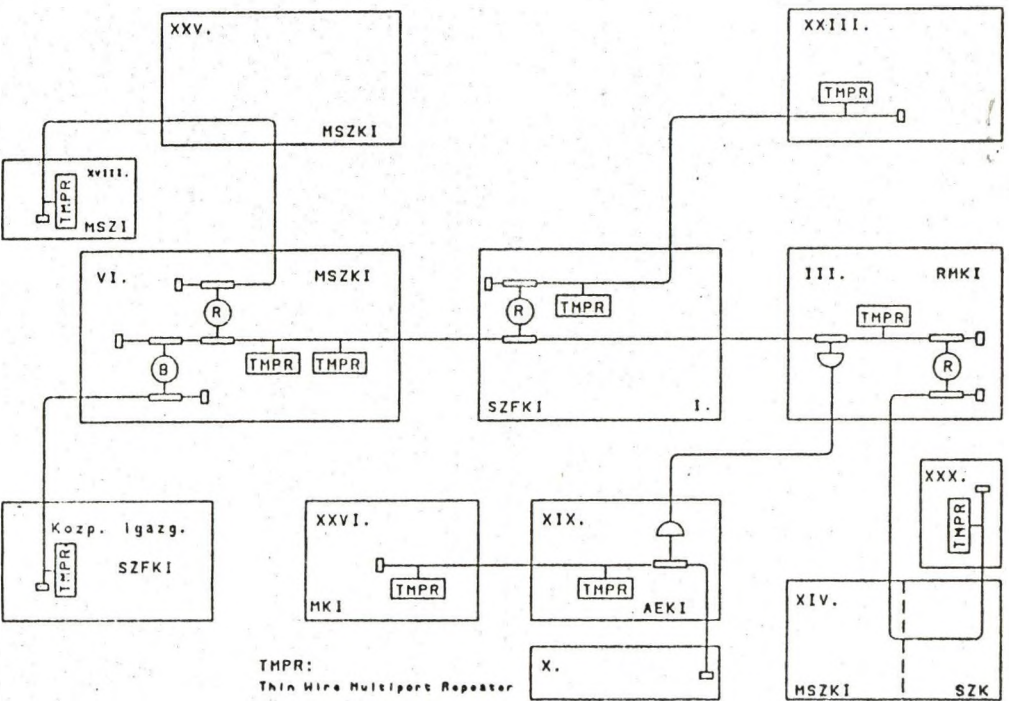 XXV.
MSZKI
XXIII.
TMPR
XVIII.
TMPR
MSZI
VI.
MSZKI
R
B
TMPR
TMPR
R
TMPR
SZFKI
I.
III.
RMKI
TMPR
R
Kozp. Igazg.
TMPR
SZFKI
XXVI.
TMPR
MKI
XIX.
TMPR
AEKI
X.
XXX.
TMPR
XIV.
MSZKI
SZK
TMPR:
Thin Wire Multiport Repeator